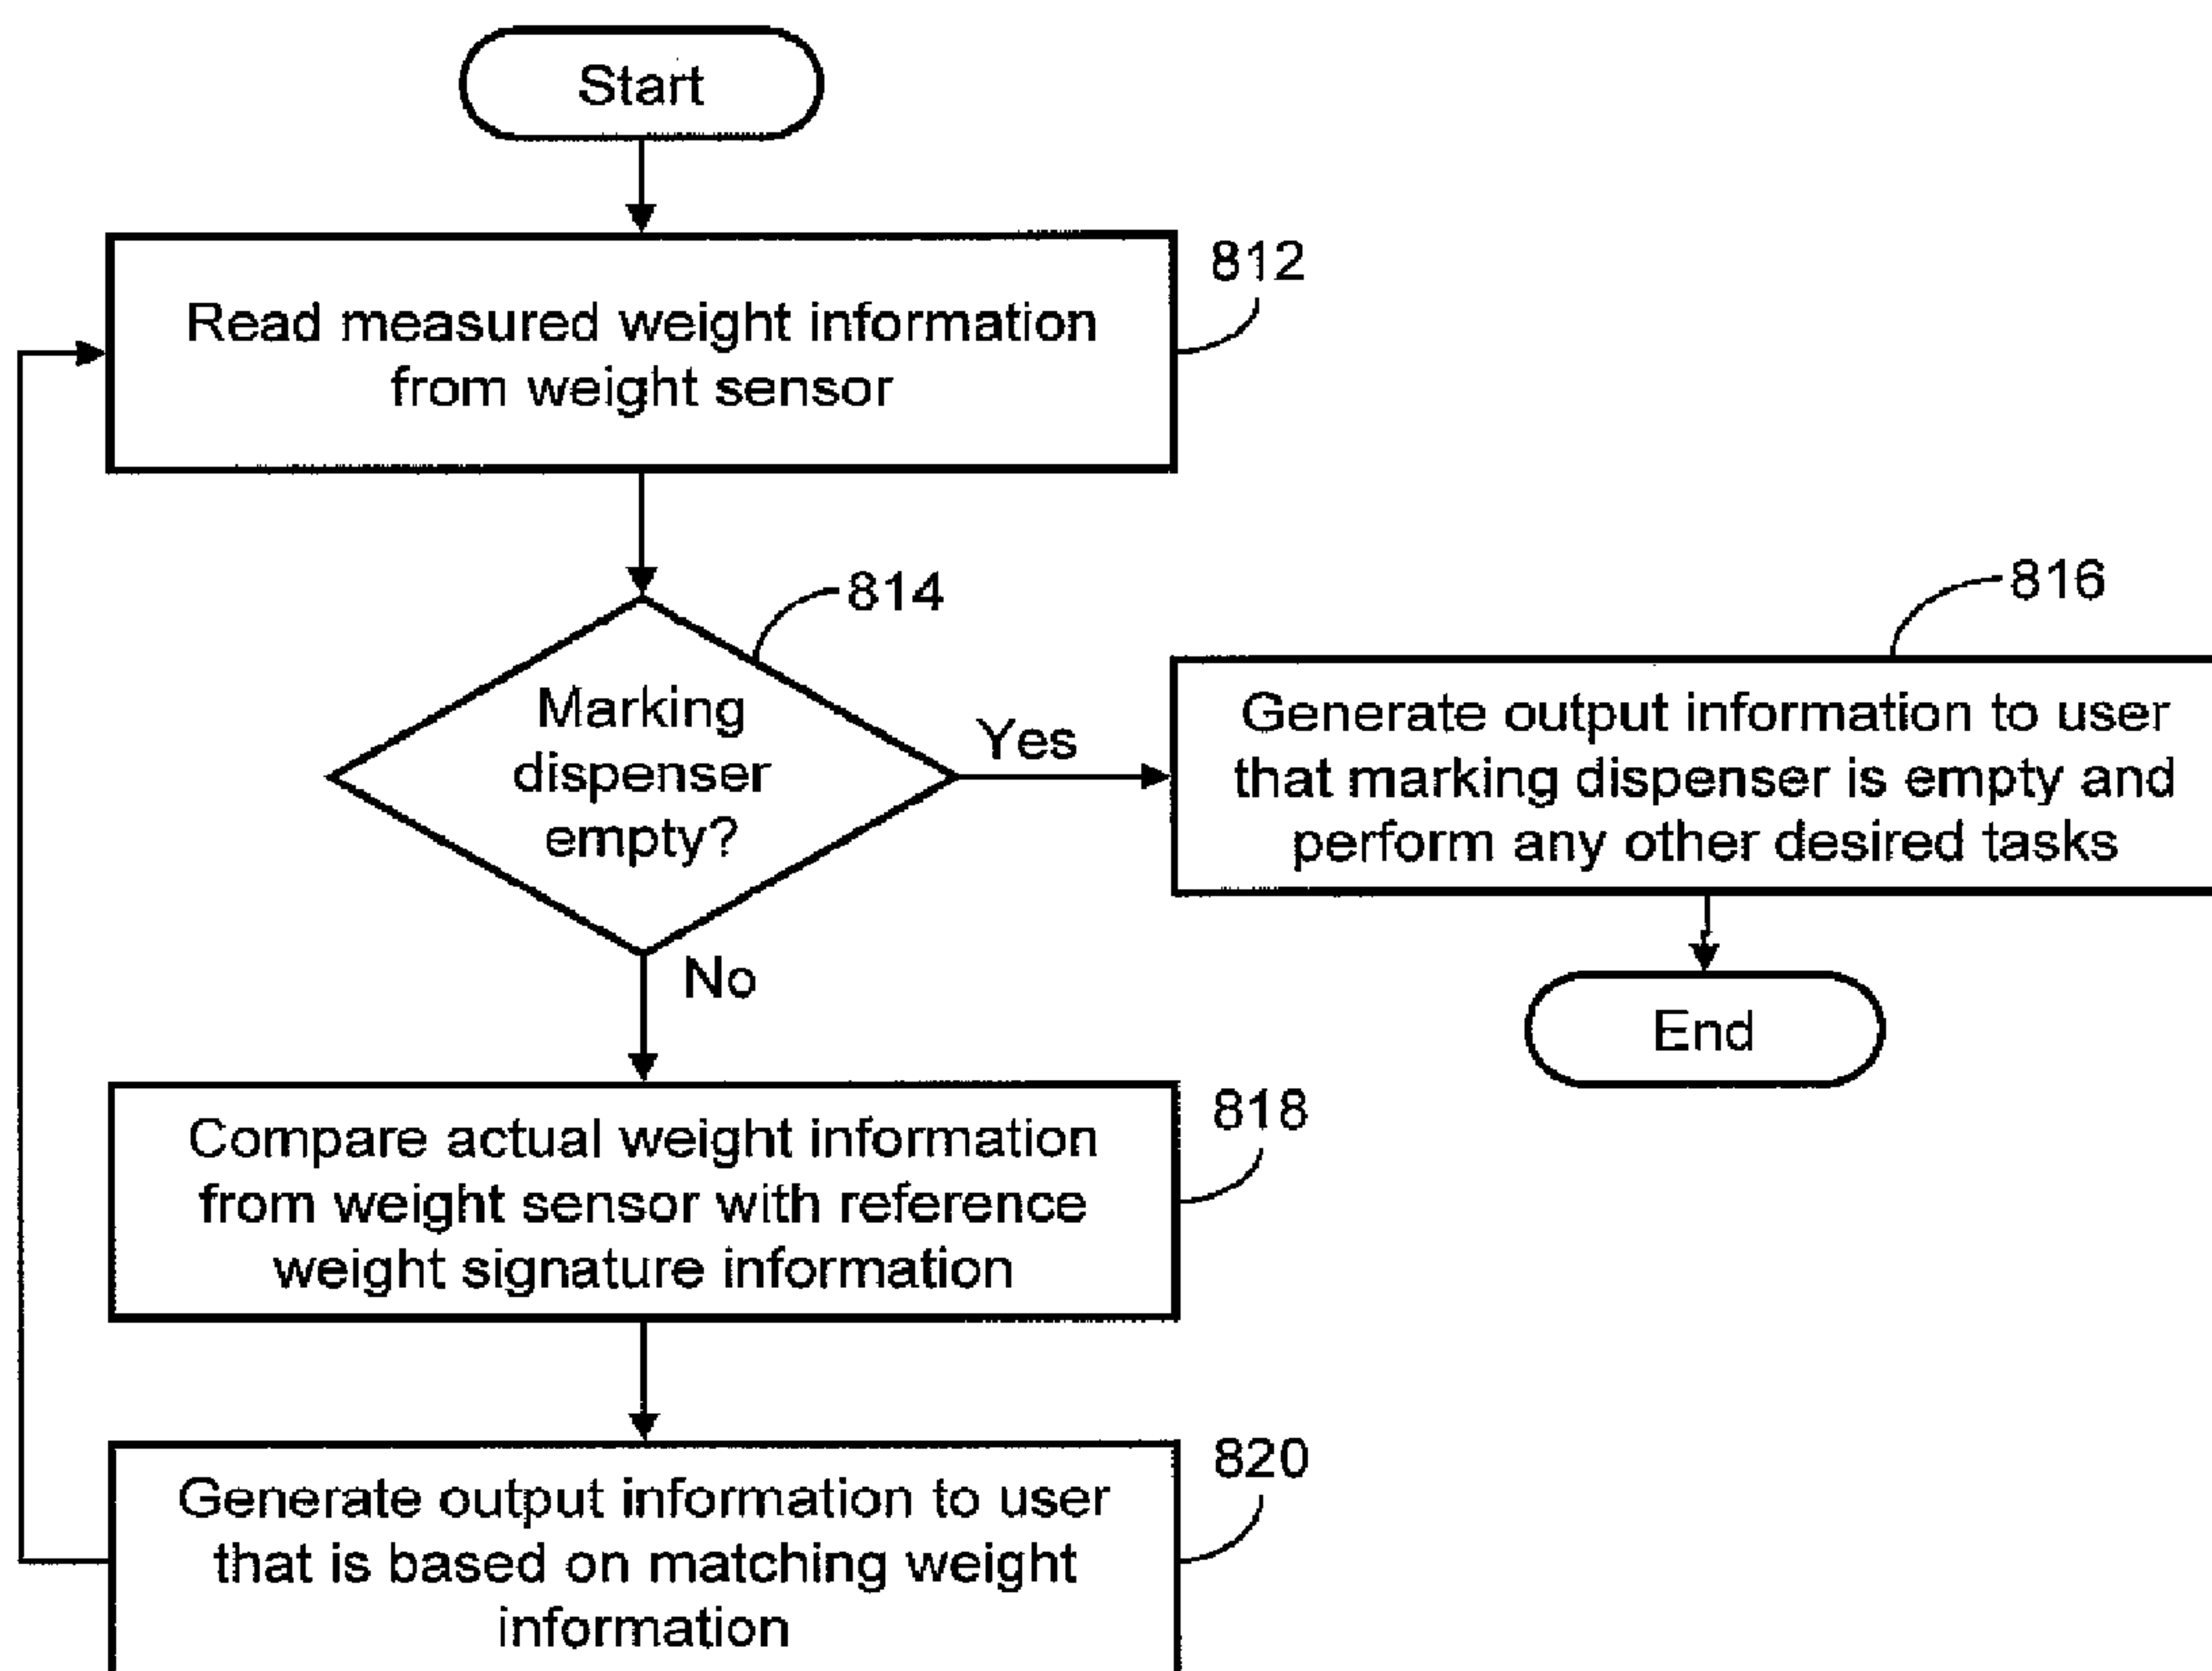 Start
812
Read measured weight information
from weight sensor
814
Marking
dispenser
empty?
Yes
816
Generate output information to user
that marking dispenser is empty and
perform any other desired tasks
End
No
818
Compare actual weight information
from weight sensor with reference
weight signature information
820
Generate output information to user
that is based on matching weight
information